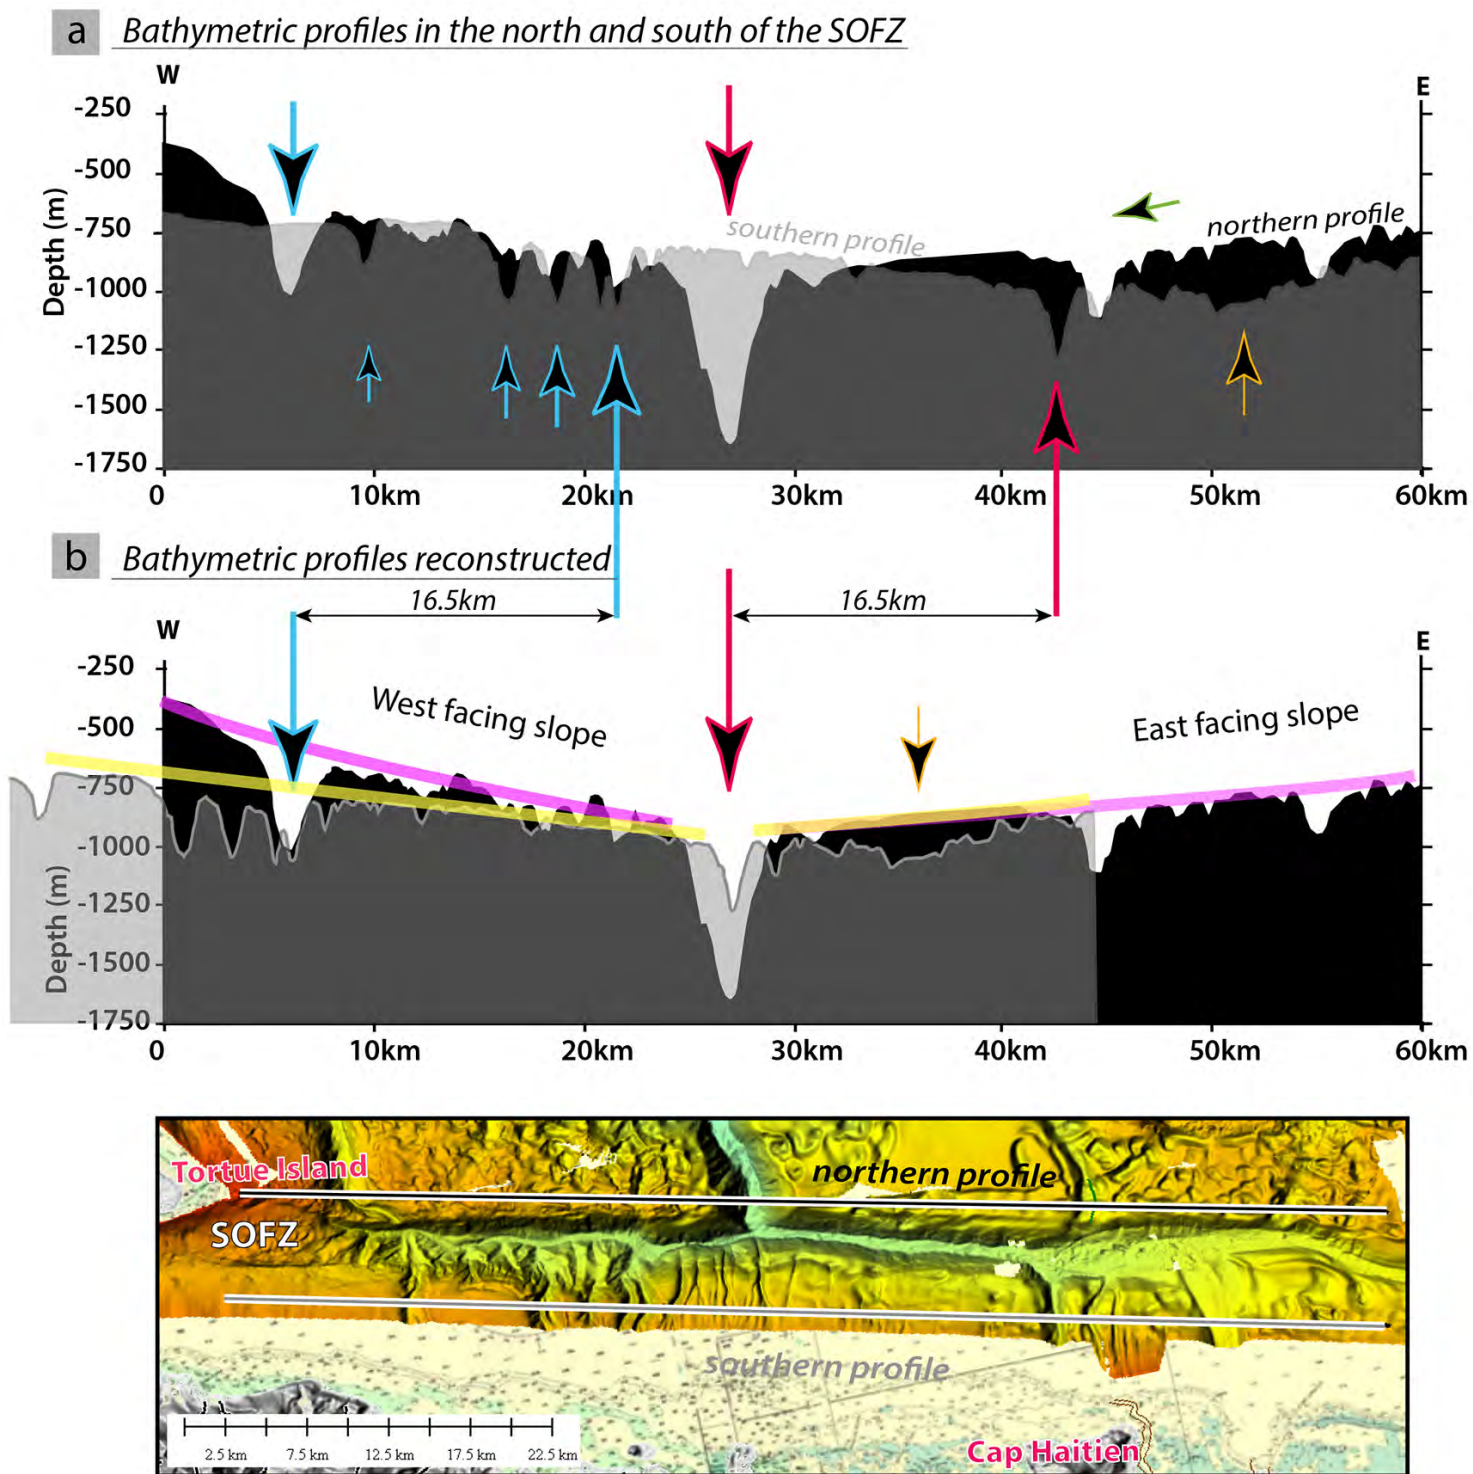 a Bathymetric profiles in the north and south of the SOFZ
W
E
-250
-500
-750
-1000
-1250
-1500
-1750
Depth (m)
southern profile
northern profile
0 10km 20km 30km 40km 50km 60km
b Bathymetric profiles reconstructed
16.5km 16.5km
W
E
-250
-500
-750
-1000
-1250
-1500
-1750
Depth (m)
West facing slope
East facing slope
0 10km 20km 30km 40km 50km 60km
Tortue Island
northern profile
SOFZ
southern profile
2.5 km 7.5 km 12.5 km 17.5 km 22.5 km
Cap Haitien